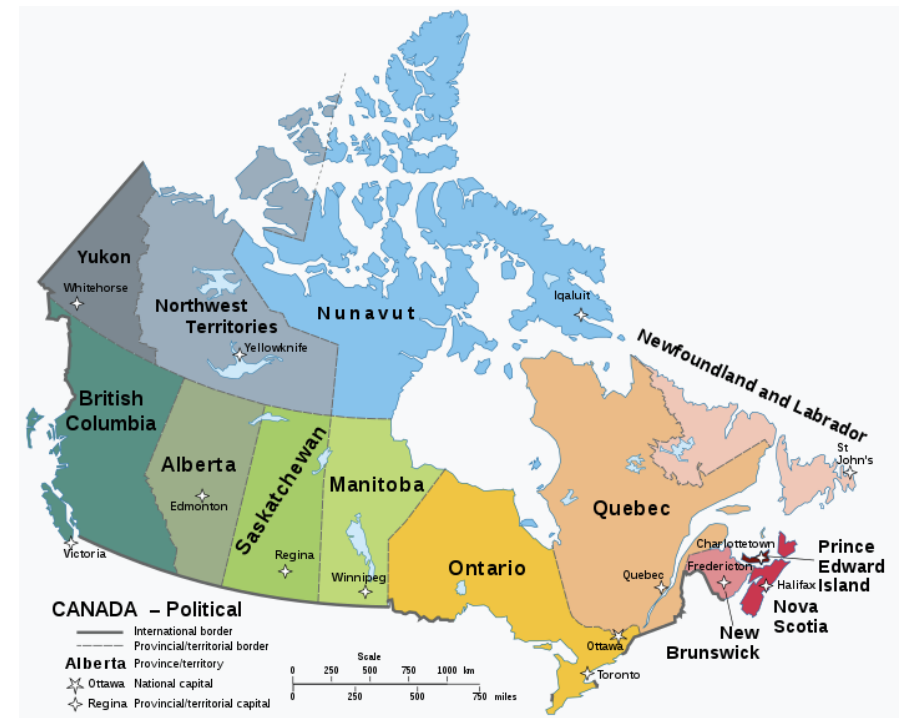 Yukon
Whitehorse
Northwest
Territories
Yellowknife
Nunavut
Iqaluit
Newfoundland and Labrador
St
John's
British
Columbia
Victoria
Alberta
Edmonton
Saskatchewan
Regina
Manitoba
Winnipeg
Ontario
Ottawa
Toronto
Quebec
Quebec
Charlottetown
Prince
Edward
Island
Fredericton
New
Brunswick
Halifax
Nova
Scotia
CANADA – Political
International border
Provincial/territorial border
Alberta Province/territory
Ottawa National capital
Regina Provincial/territorial capital
Scale
0 250 500 750 1000 km
0 250 500 750 miles